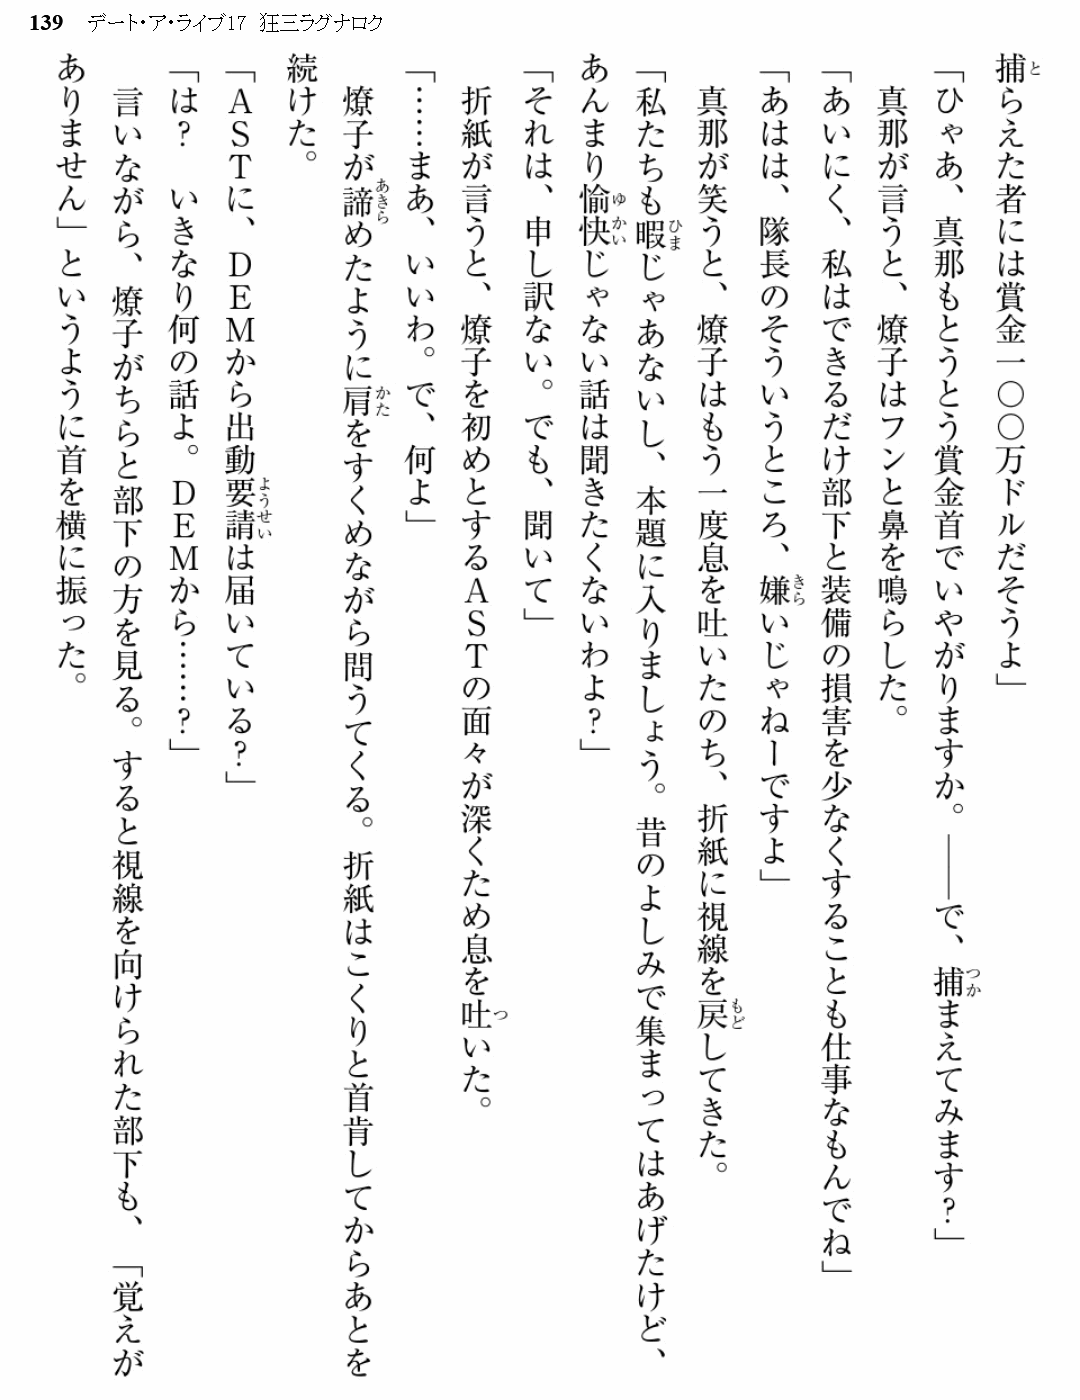 139 デート・ア・ライブ17 狂三ラグナロク
捕らえた者には賞金一〇〇万ドルだそうよ」
「ひゃあ、真那もとうとう賞金首でいやがりますか。――で、捕まえてみます?」
真那が言うと、燎子はフンと鼻を鳴らした。
「あいにく、私はできるだけ部下と装備の損害を少なくすることも仕事なもんでね」
「あはは、隊長のそういうところ、嫌いじゃねーですよ」
真那が笑うと、燎子はもう一度息を吐いたのち、折紙に視線を戻してきた。
「私たちも暇じゃあないし、本題に入りましょう。昔のよしみで集まってはあげたけど、
あんまり愉快じゃない話は聞きたくないわよ?」
「それは、申し訳ない。でも、聞いて」
折紙が言うと、燎子を初めとするASTの面々が深くため息を吐いた。
「……まあ、いいわ。で、何よ」
燎子が諦めたように肩をすくめながら問うてくる。折紙はこくりと首肯してからあとを
続けた。
「ASTに、DEMから出動要請は届いている?」
「は? いきなり何の話よ。DEMから……?」
言いながら、燎子がちらと部下の方を見る。すると視線を向けられた部下も、「覚えが
ありません」というように首を横に振った。